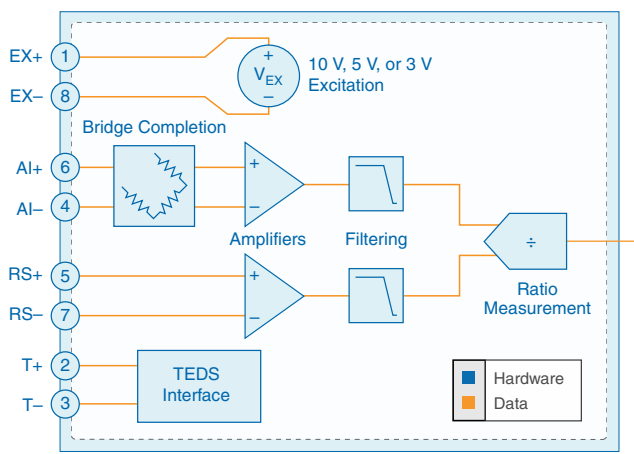 EX+ 1
EX– 8
+
V_EX
–
10 V, 5 V, or 3 V
Excitation
Bridge Completion
AI+ 6
AI– 4
+
–
Amplifiers
Filtering
RS+ 5
RS– 7
+
–
÷
Ratio
Measurement
T+ 2
T– 3
TEDS
Interface
Hardware
Data